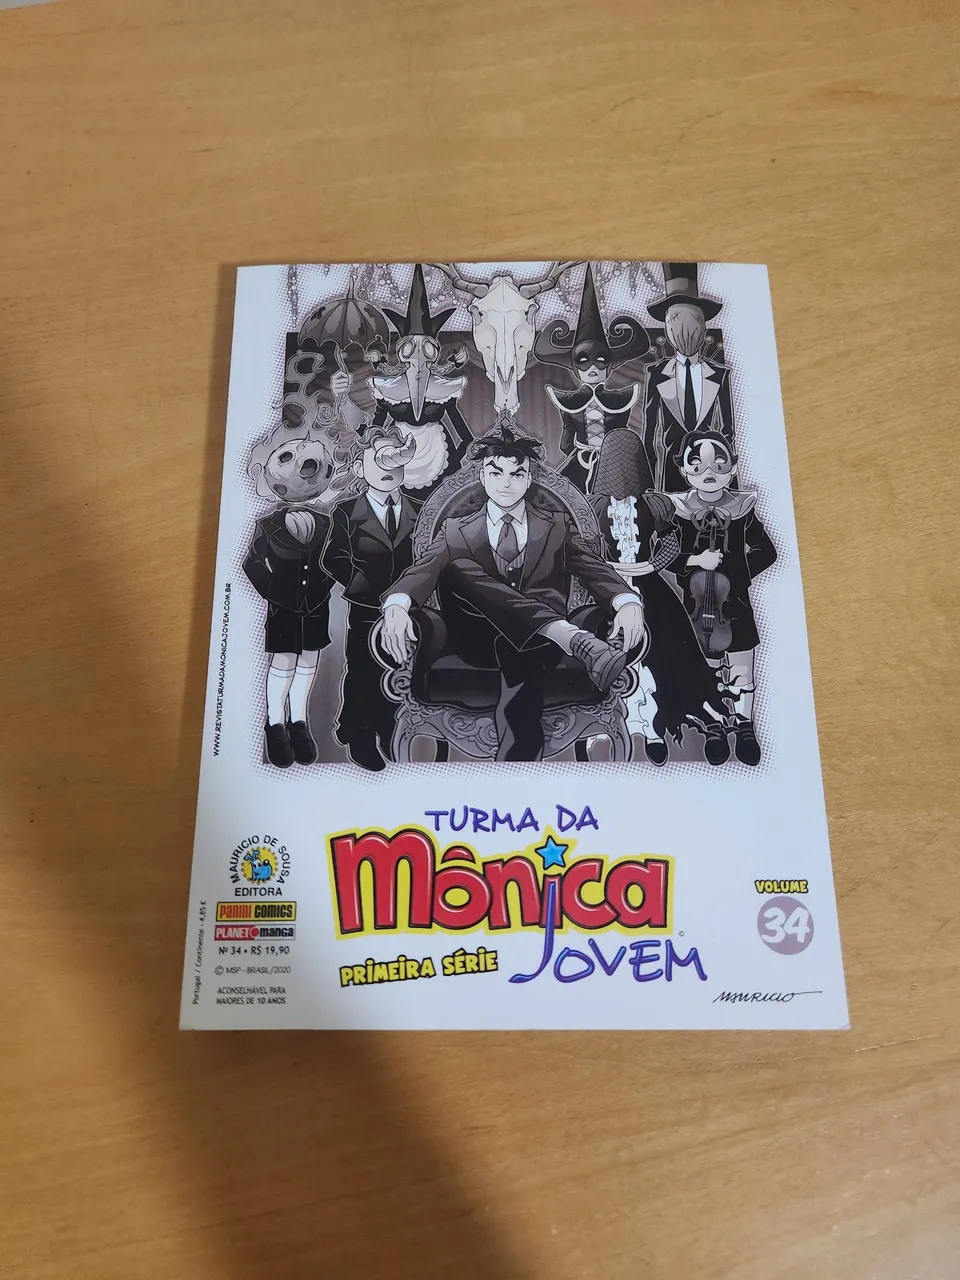 WWW.REVISTATURMADAMONICAJOVEM.COM.BR
TURMA DA
Mônica
JOVEM
PRIMEIRA SÉRIE
VOLUME
34
MAURICIO DE SOUSA
EDITORA
PANINI COMICS
PLANET MANGA
Nº 34 • R$ 19,90
© MSP - BRASIL/2020
ACONSELHÁVEL PARA
MAIORES DE 10 ANOS
Portugal / Continente - 4,85 €
©
MAURICIO